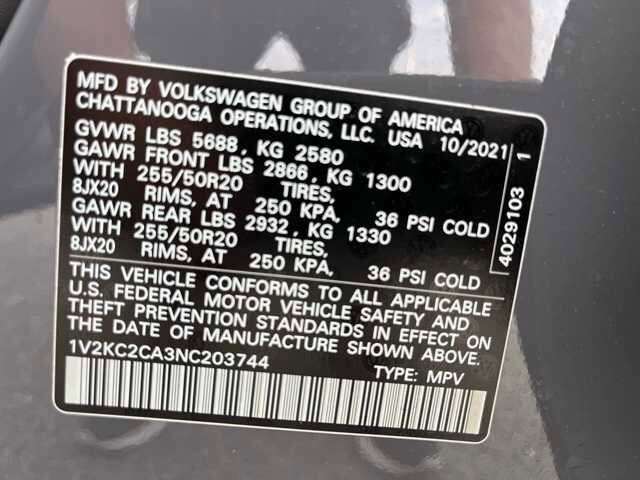 MFD BY VOLKSWAGEN GROUP OF AMERICA
CHATTANOOGA OPERATIONS, LLC. USA 10/2021
GVWR LBS 5688, KG 2580
GAWR FRONT LBS 2866, KG 1300
WITH 255/50R20 TIRES,
8JX20 RIMS, AT 250 KPA, 36 PSI COLD
GAWR REAR LBS 2932, KG 1330
WITH 255/50R20 TIRES,
8JX20 RIMS, AT 250 KPA, 36 PSI COLD
THIS VEHICLE CONFORMS TO ALL APPLICABLE
U.S. FEDERAL MOTOR VEHICLE SAFETY AND
THEFT PREVENTION STANDARDS IN EFFECT ON
THE DATE OF MANUFACTURE SHOWN ABOVE.
1V2KC2CA3NC203744 TYPE: MPV
4029103 1